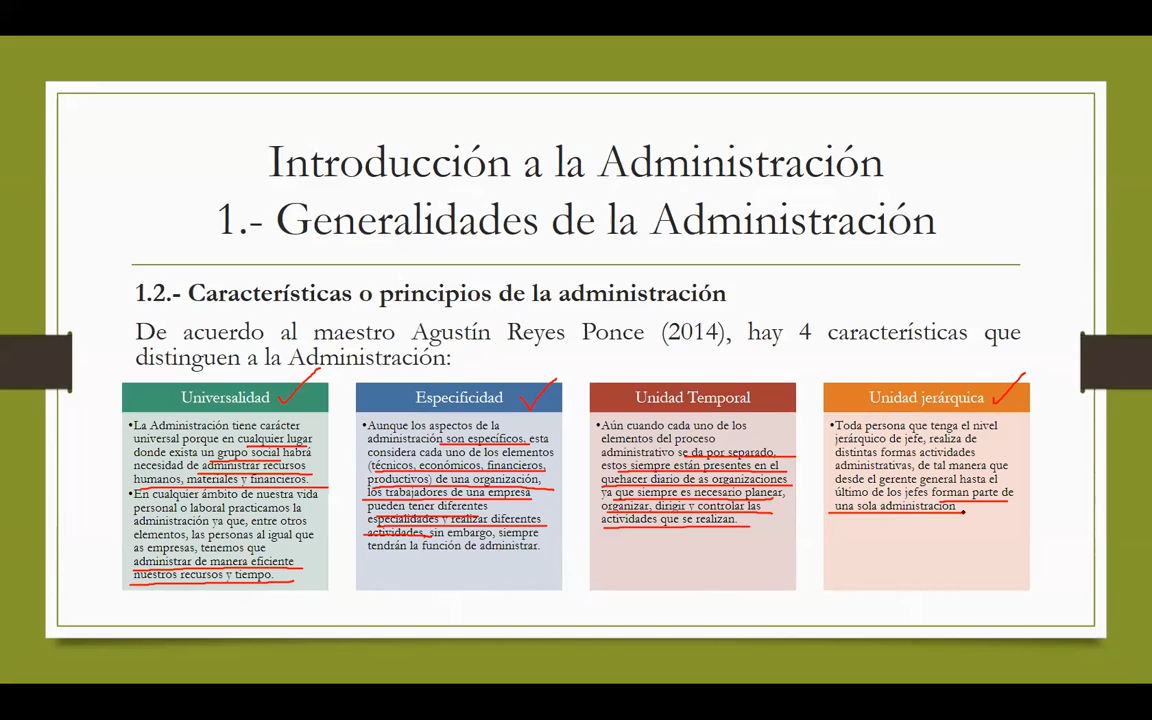 Introducción a la Administración
1.- Generalidades de la Administración
1.2.- Características o principios de la administración
De acuerdo al maestro Agustín Reyes Ponce (2014), hay 4 características que
distinguen a la Administración:
Universalidad
•La Administración tiene carácter
universal porque en cualquier lugar
donde exista un grupo social habrá
necesidad de administrar recursos
humanos, materiales y financieros.
•En cualquier ámbito de nuestra vida
personal o laboral practicamos la
administración ya que, entre otros
elementos, las personas al igual que
as empresas, tenemos que
administrar de manera eficiente
nuestros recursos y tiempo.
Especificidad
•Aunque los aspectos de la
administración son específicos, esta
considera cada uno de los elementos
(técnicos, económicos, financieros,
productivos) de una organización,
los trabajadores de una empresa
pueden tener diferentes
especialidades y realizar diferentes
actividades, sin embargo, siempre
tendrán la función de administrar.
Unidad Temporal
•Aún cuando cada uno de los
elementos del proceso
administrativo se da por separado,
estos siempre están presentes en el
quehacer diario de as organizaciones
ya que siempre es necesario planear,
organizar, dirigir y controlar las
actividades que se realizan.
Unidad jerárquica
•Toda persona que tenga el nivel
jerárquico de jefe, realiza de
distintas formas actividades
administrativas, de tal manera que
desde el gerente general hasta el
último de los jefes forman parte de
una sola administración